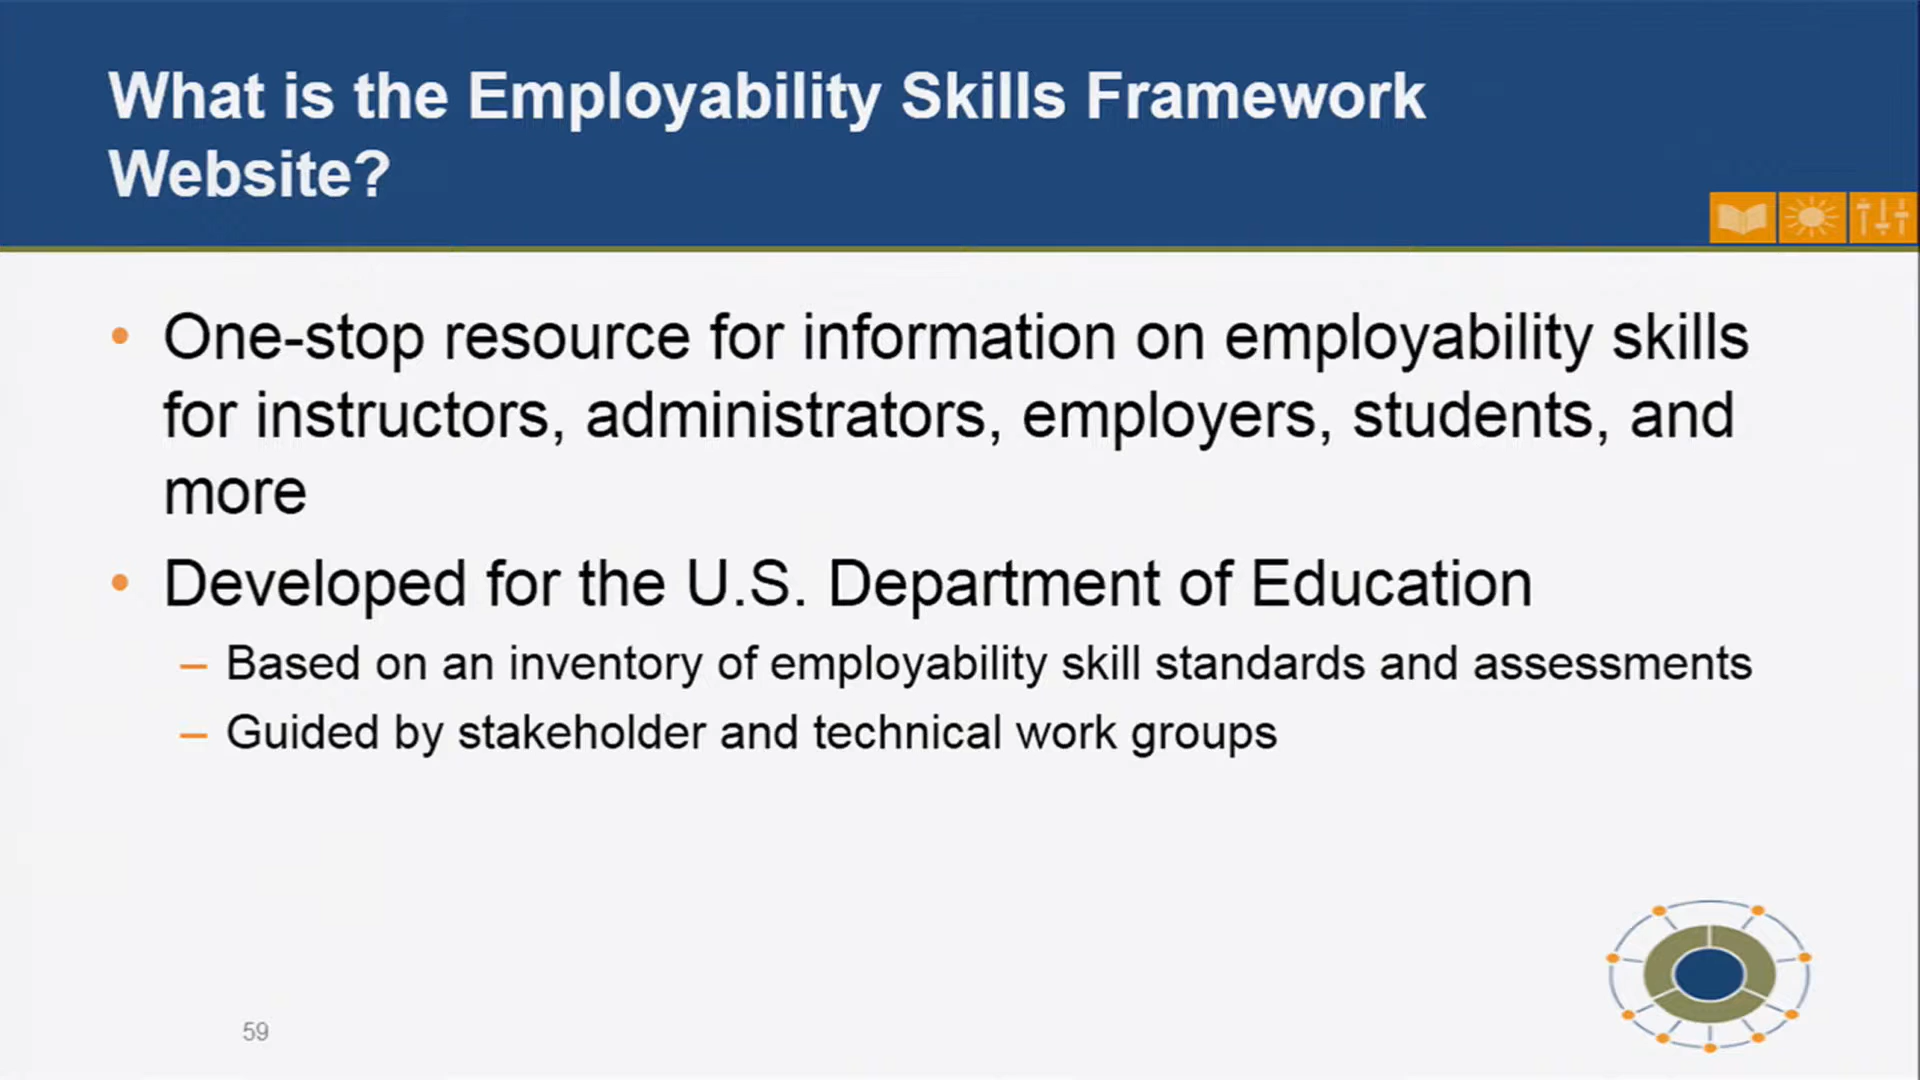 What is the Employability Skills Framework
Website?
• One-stop resource for information on employability skills
for instructors, administrators, employers, students, and
more
• Developed for the U.S. Department of Education
– Based on an inventory of employability skill standards and assessments
– Guided by stakeholder and technical work groups
59